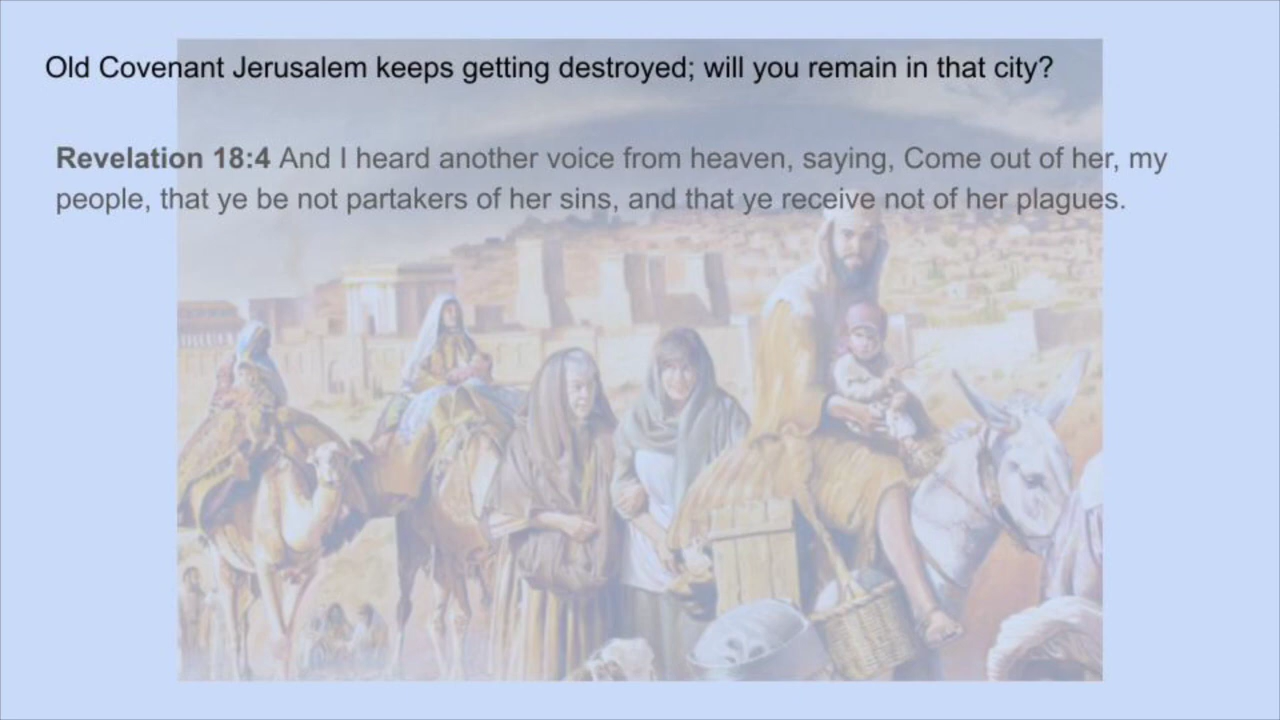 Old Covenant Jerusalem keeps getting destroyed; will you remain in that city?
Revelation 18:4 And I heard another voice from heaven, saying, Come out of her, my
people, that ye be not partakers of her sins, and that ye receive not of her plagues.